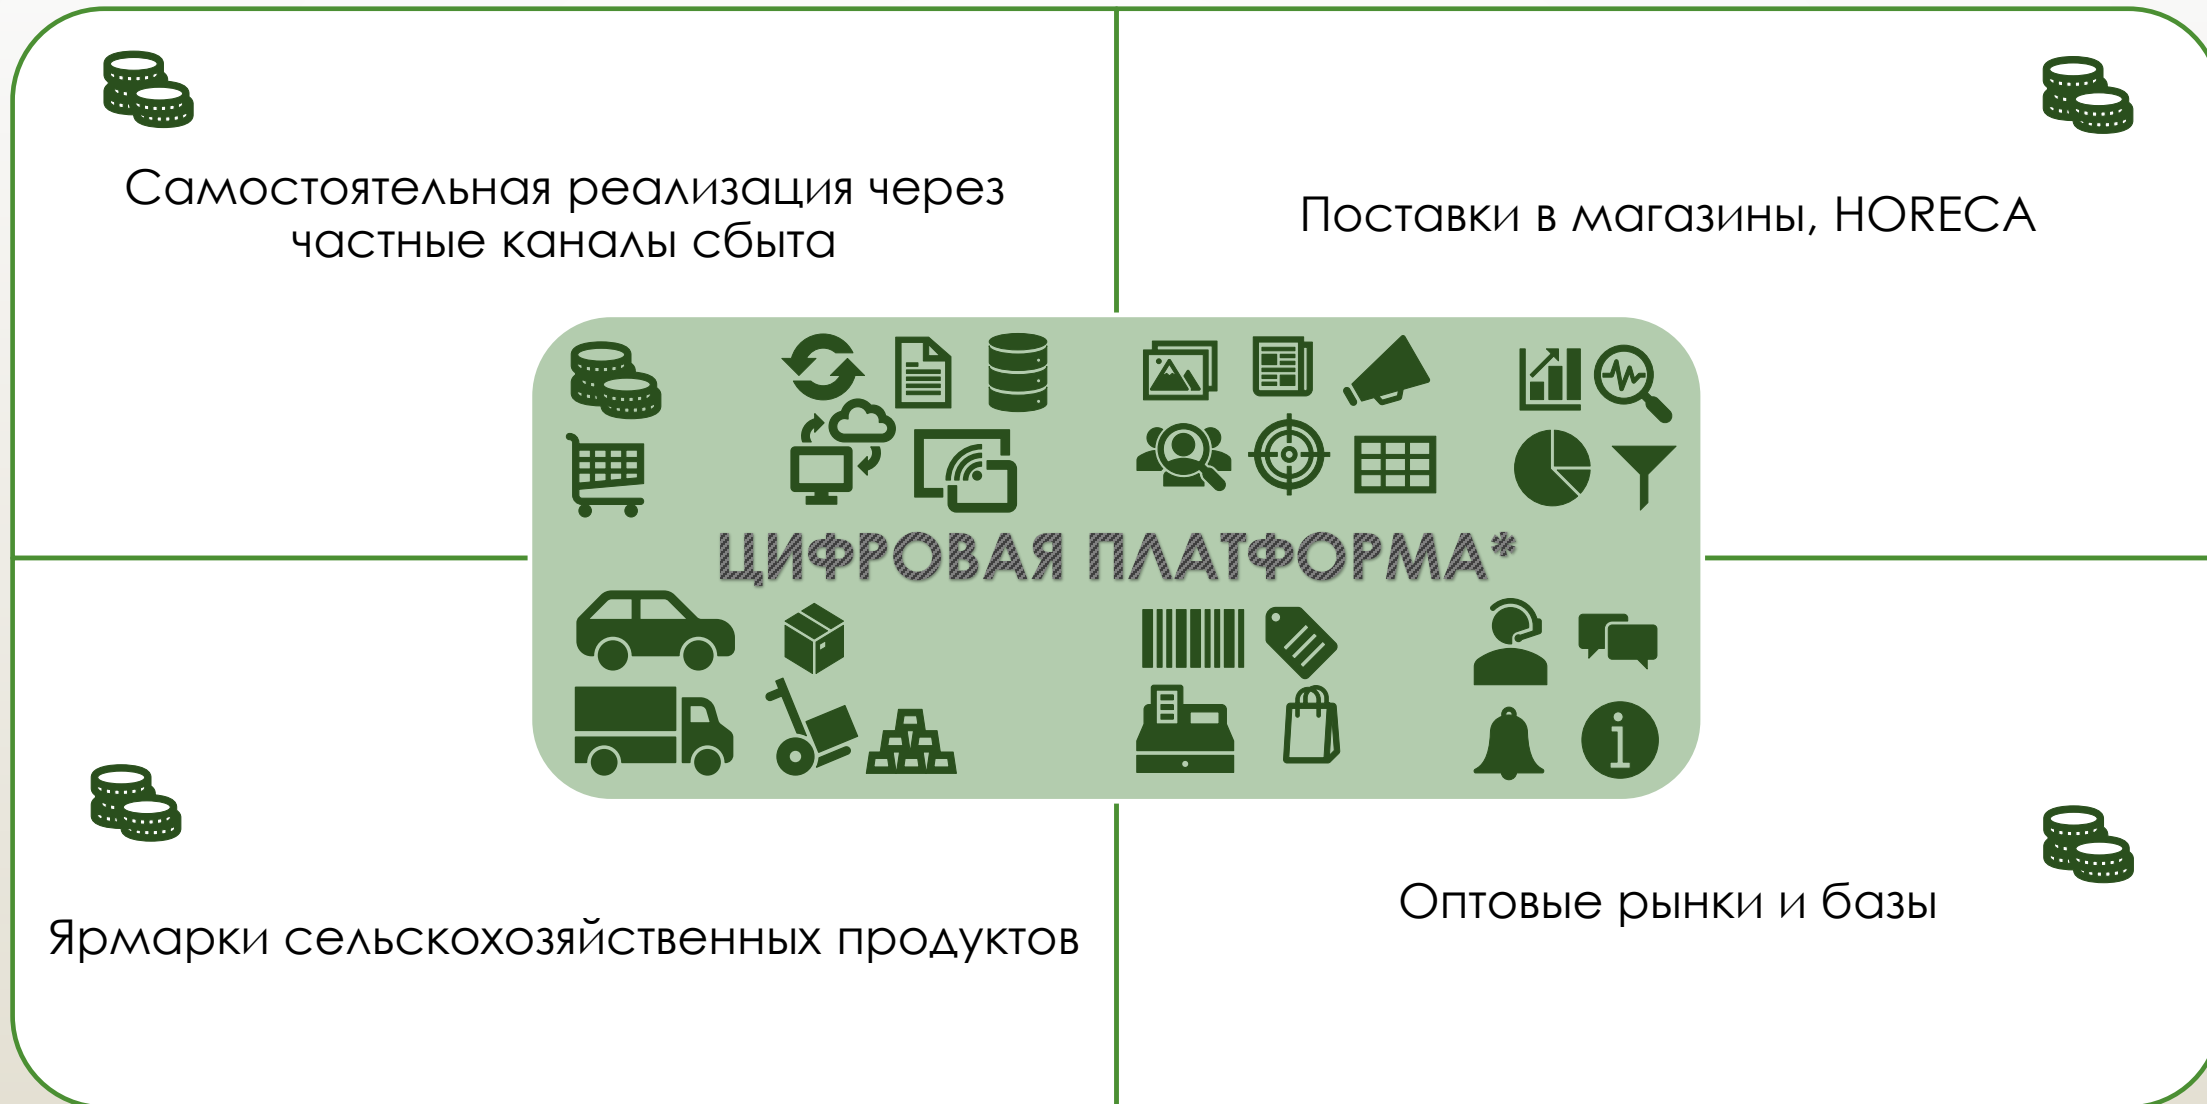 Самостоятельная реализация через
частные каналы сбыта
Поставки в магазины, HORECA
ЦИФРОВАЯ ПЛАТФОРМА*
Ярмарки сельскохозяйственных продуктов
Оптовые рынки и базы